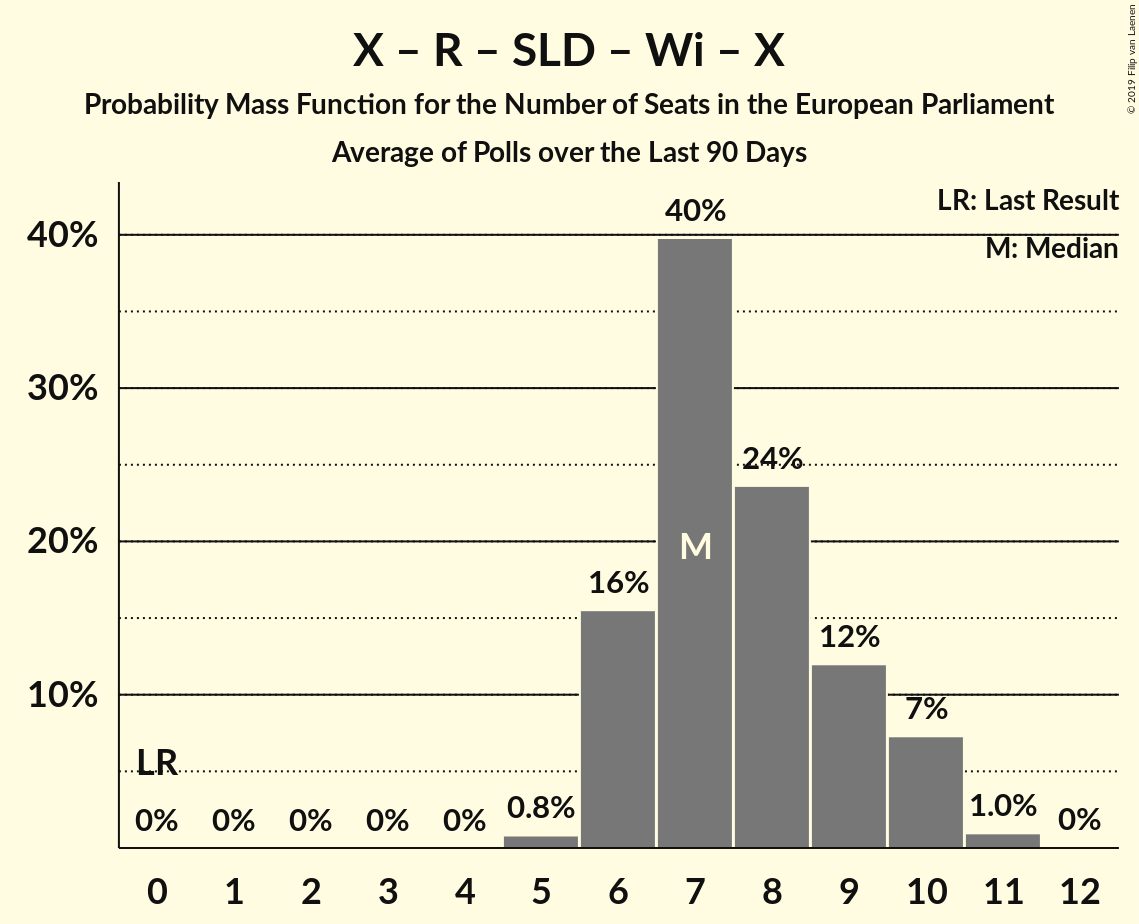 X – R – SLD – Wi – X
Probability Mass Function for the Number of Seats in the European Parliament
Average of Polls over the Last 90 Days
© 2019 Filip van Laenen
LR: Last Result
M: Median
40%
30%
20%
10%
LR
0%
0%
0%
0%
0%
0.8%
16%
40%
M
24%
12%
7%
1.0%
0%
0 1 2 3 4 5 6 7 8 9 10 11 12